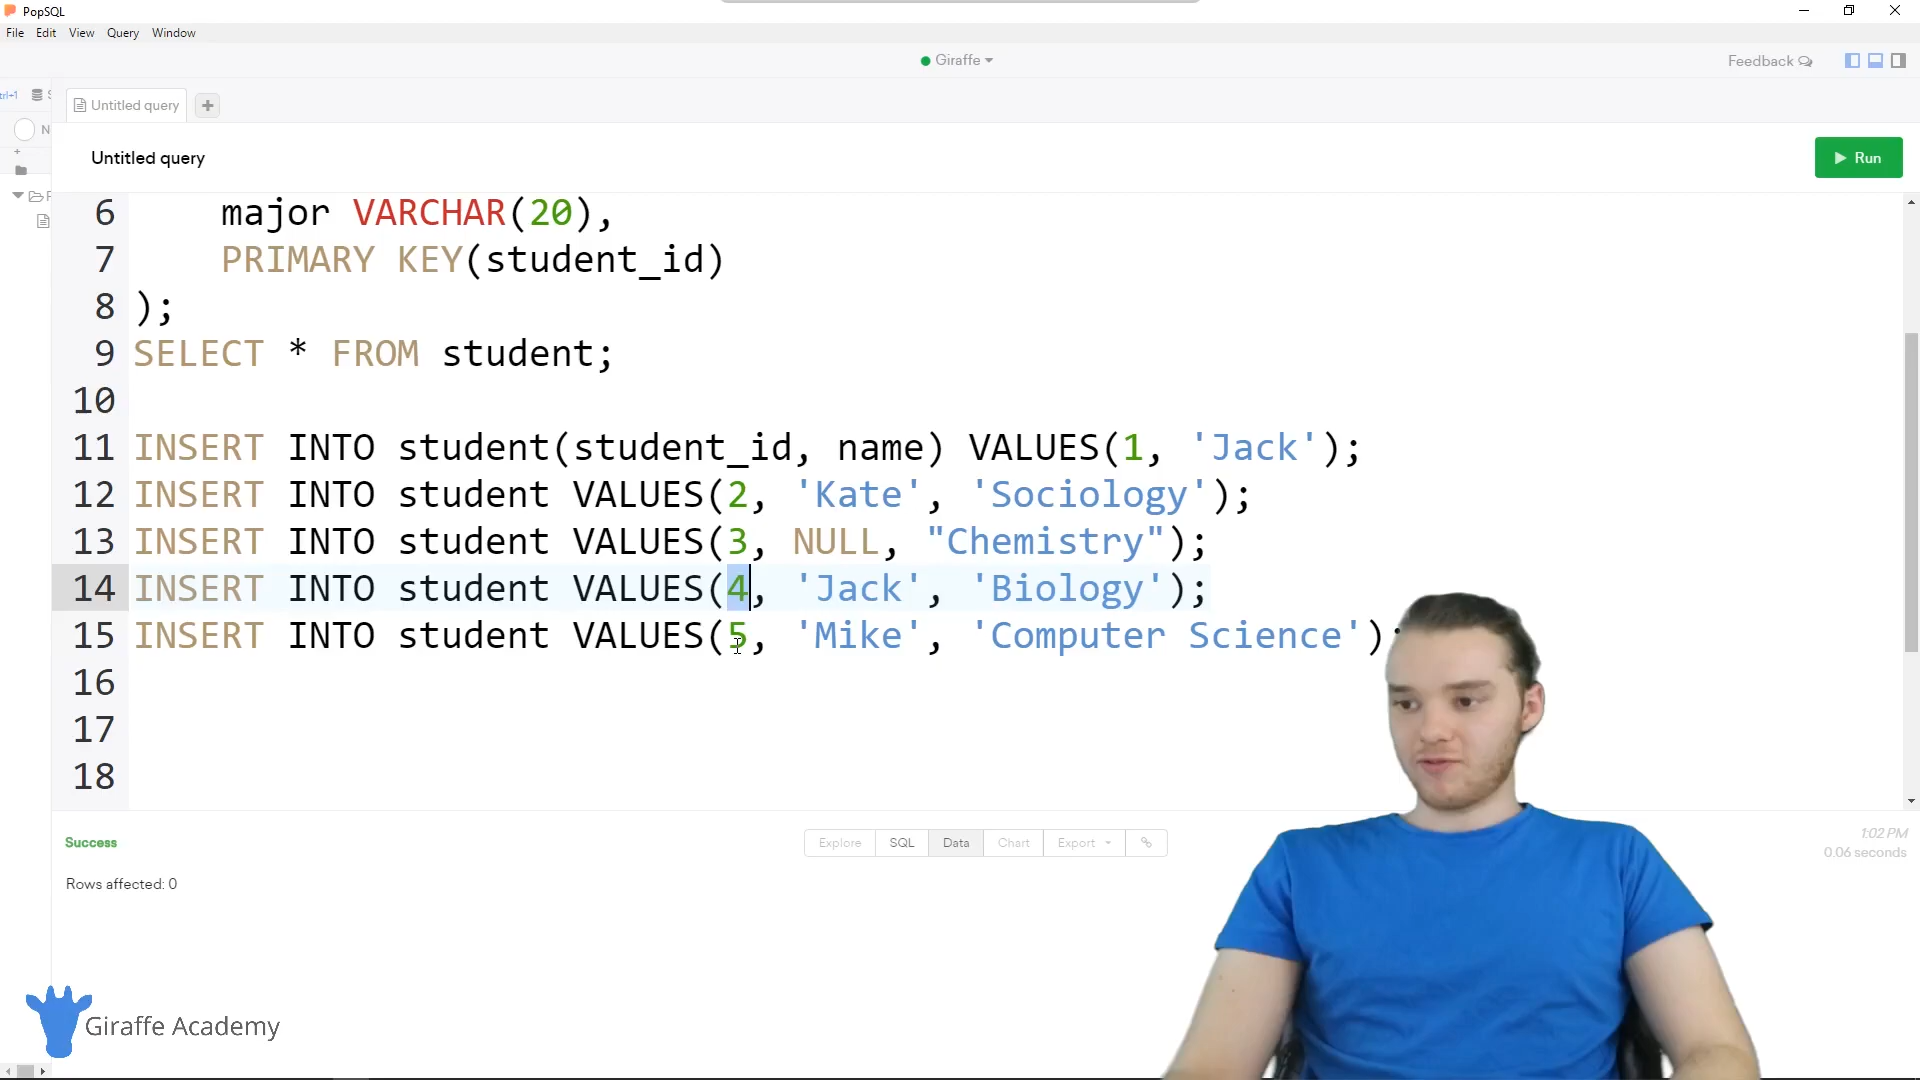 PopSQL
File Edit View Query Window
Giraffe
Feedback
trl+1
Untitled query +
N
+
Untitled query
Run
6 major VARCHAR(20),
7 PRIMARY KEY(student_id)
8 );
9 SELECT * FROM student;
10
11 INSERT INTO student(student_id, name) VALUES(1, 'Jack');
12 INSERT INTO student VALUES(2, 'Kate', 'Sociology');
13 INSERT INTO student VALUES(3, NULL, "Chemistry");
14 INSERT INTO student VALUES(4, 'Jack', 'Biology');
15 INSERT INTO student VALUES(5, 'Mike', 'Computer Science');
16
17
18
Success
Explore SQL Data Chart Export
1:02 PM
0.06 seconds
Rows affected: 0
Giraffe Academy